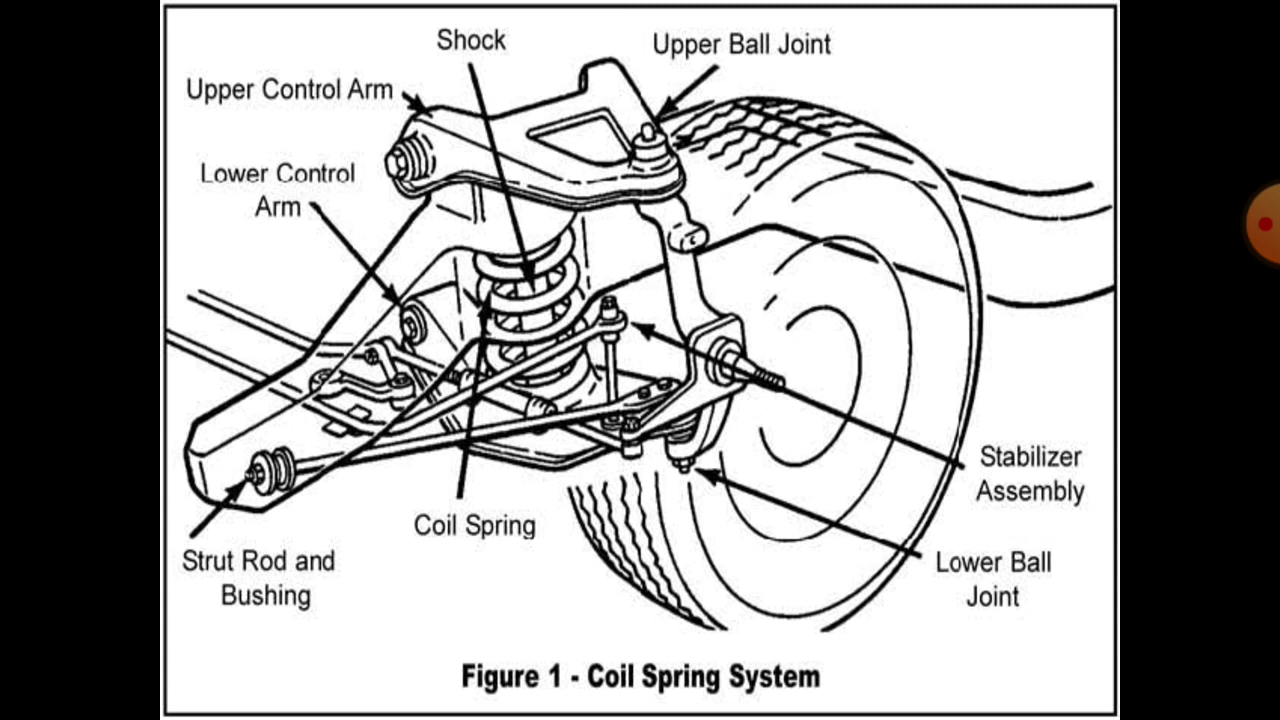 Shock
Upper Ball Joint
Upper Control Arm
Lower Control
Arm
Stabilizer
Assembly
Coil Spring
Strut Rod and
Bushing
Lower Ball
Joint
Figure 1 - Coil Spring System